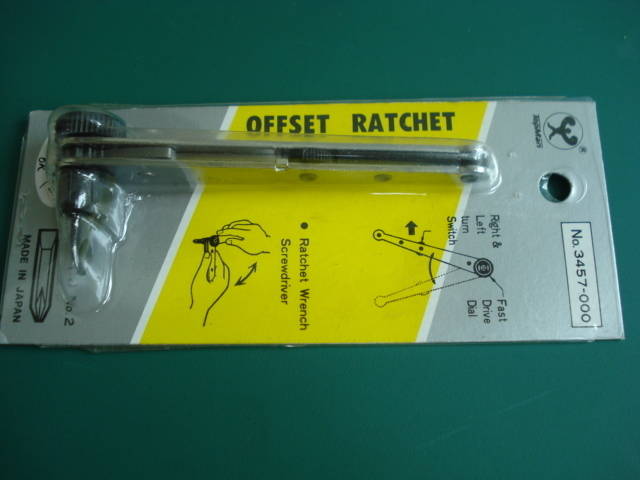 OFFSET RATCHET
TOPMAN
®
No. 3457-000
Right &
Left
turn
Switch
Fast
Drive
Dial
● Ratchet Wrench
Screwdriver
No. 2
MADE IN JAPAN